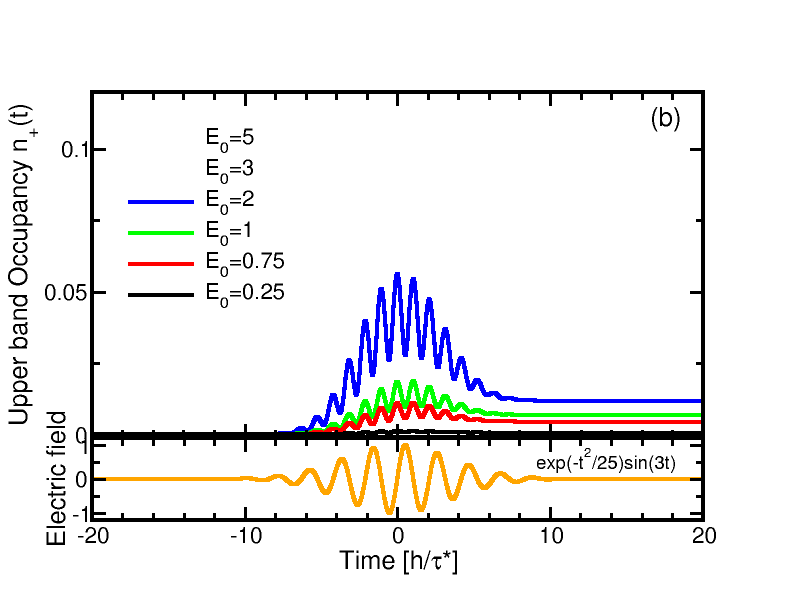 (b)
Upper band Occupancy n₊(t)
0.1
0.05
0
E₀=5
E₀=3
E₀=2
E₀=1
E₀=0.75
E₀=0.25
Electric field
1
0
-1
exp(-t²/25)sin(3t)
-20 -10 0 10 20
Time [h/τ*]